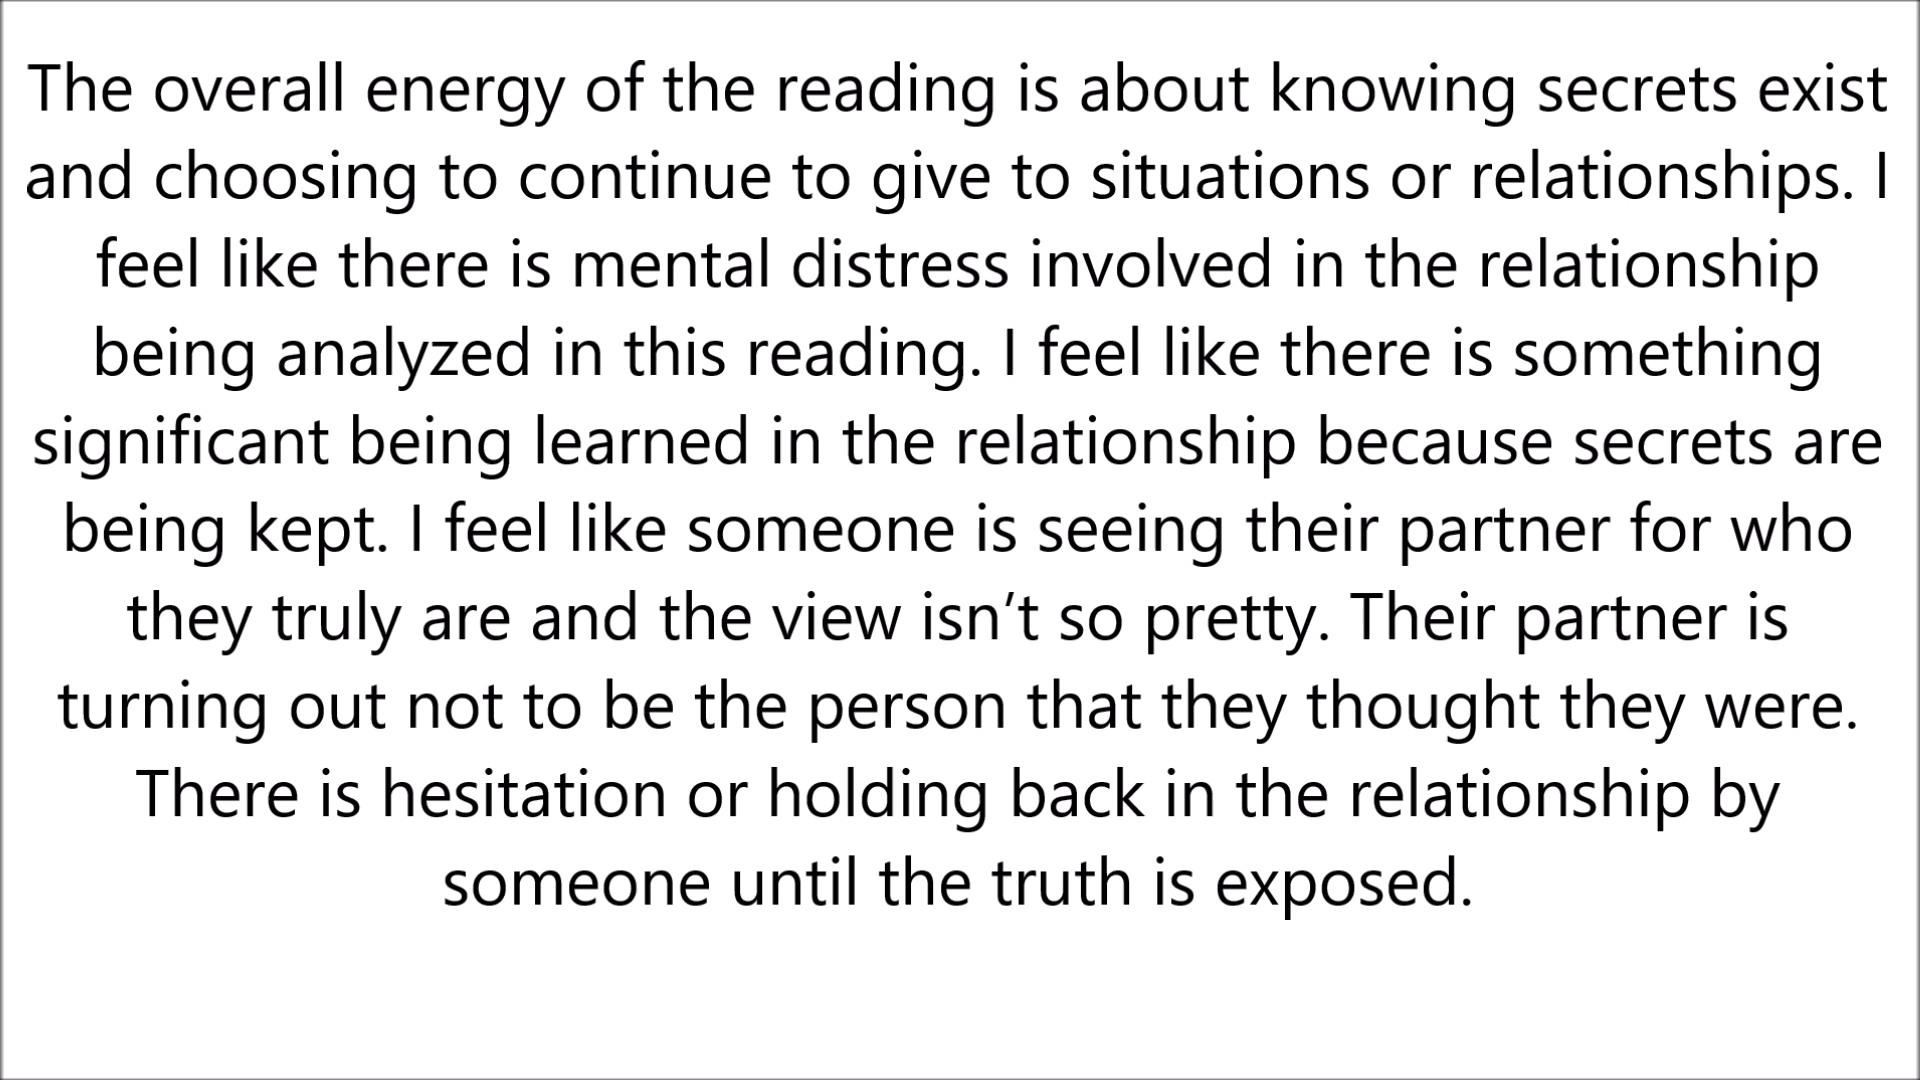 The overall energy of the reading is about knowing secrets exist
and choosing to continue to give to situations or relationships. I
feel like there is mental distress involved in the relationship
being analyzed in this reading. I feel like there is something
significant being learned in the relationship because secrets are
being kept. I feel like someone is seeing their partner for who
they truly are and the view isn’t so pretty. Their partner is
turning out not to be the person that they thought they were.
There is hesitation or holding back in the relationship by
someone until the truth is exposed.